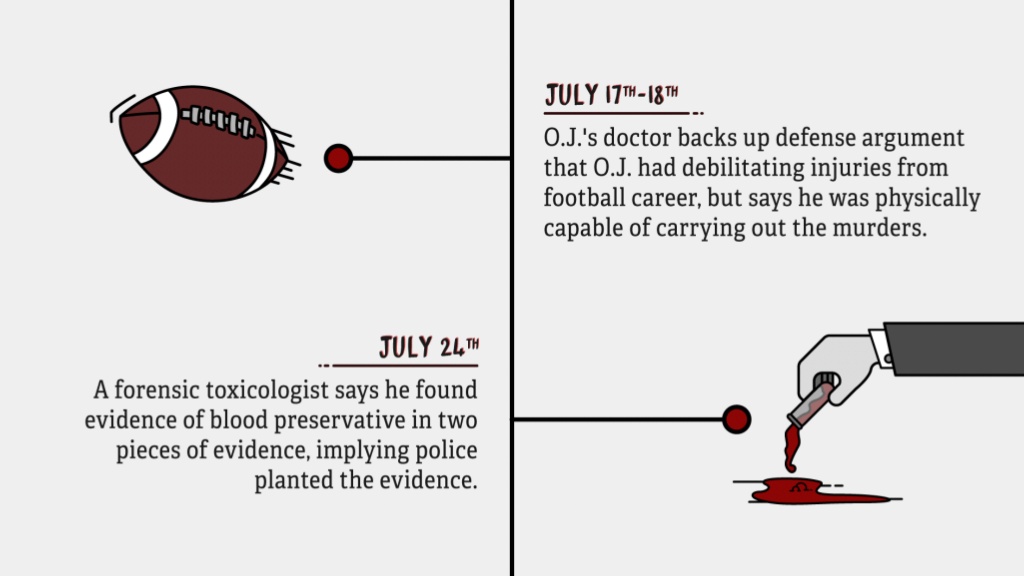 JULY 17TH-18TH
O.J.'s doctor backs up defense argument
that O.J. had debilitating injuries from
football career, but says he was physically
capable of carrying out the murders.
JULY 24TH
A forensic toxicologist says he found
evidence of blood preservative in two
pieces of evidence, implying police
planted the evidence.